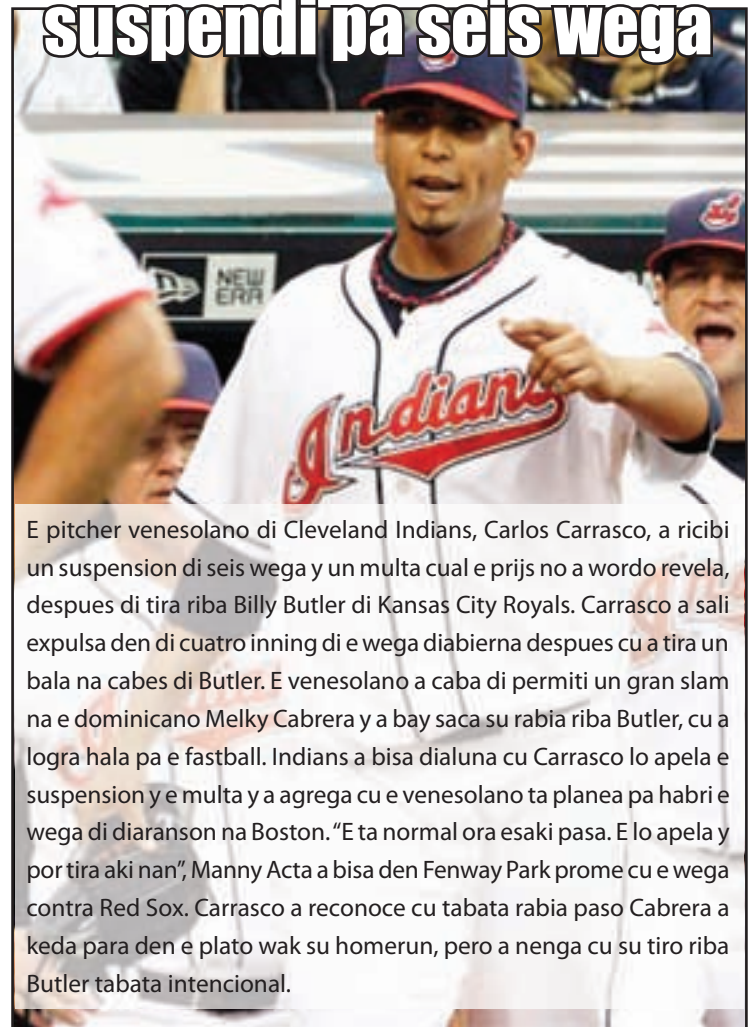 suspendi pa seis wega
NEW
ERA
Indians
E pitcher venesolano di Cleveland Indians, Carlos Carrasco, a ricibi
un suspension di seis wega y un multa cual e prijs no a wordo revela,
despues di tira riba Billy Butler di Kansas City Royals. Carrasco a sali
expulsa den di cuatro inning di e wega diabierna despues cu a tira un
bala na cabes di Butler. E venesolano a caba di permiti un gran slam
na e dominicano Melky Cabrera y a bay saca su rabia riba Butler, cu a
logra hala pa e fastball. Indians a bisa dialuna cu Carrasco lo apela e
suspension y e multa y a agrega cu e venesolano ta planea pa habri e
wega di diaranson na Boston. “E ta normal ora esaki pasa. E lo apela y
por tira aki nan”, Manny Acta a bisa den Fenway Park prome cu e wega
contra Red Sox. Carrasco a reconoce cu tabata rabia paso Cabrera a
keda para den e plato wak su homerun, pero a nenga cu su tiro riba
Butler tabata intencional.